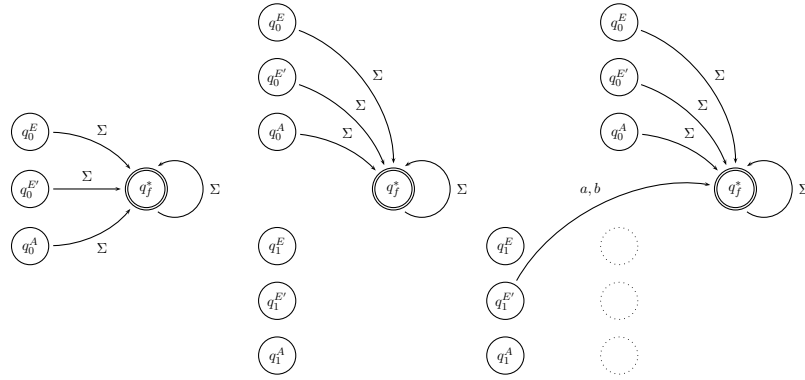 q_0^E
Σ
q_0^{E'}
Σ
q_f^*
Σ
q_0^A
Σ
q_0^E
Σ
q_0^{E'}
Σ
q_0^A
Σ
q_f^*
Σ
q_1^E
q_1^{E'}
q_1^A
q_0^E
Σ
q_0^{E'}
Σ
q_0^A
Σ
q_f^*
Σ
a, b
q_1^E
q_1^{E'}
q_1^A